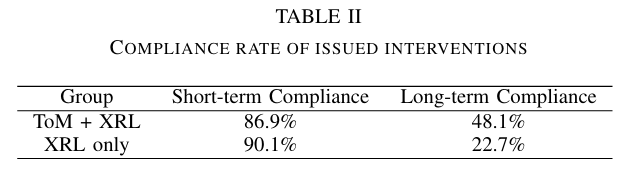 TABLE II
COMPLIANCE RATE OF ISSUED INTERVENTIONS
Group Short-term Compliance Long-term Compliance
ToM + XRL 86.9% 48.1%
XRL only 90.1% 22.7%